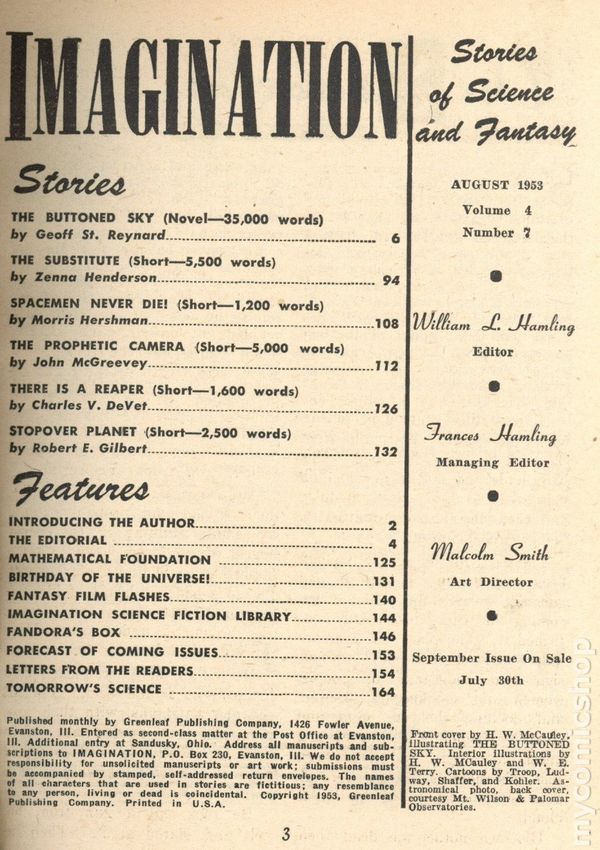 IMAGINATION
Stories
THE BUTTONED SKY (Novel—35,000 words)
by Geoff St. Reynard 6
THE SUBSTITUTE (Short—5,500 words)
by Zenna Henderson 94
SPACEMEN NEVER DIE! (Short—1,200 words)
by Morris Hershman 108
THE PROPHETIC CAMERA (Short—5,000 words)
by John McGreevey 112
THERE IS A REAPER (Short—1,600 words)
by Charles V. DeVet 126
STOPOVER PLANET (Short—2,500 words)
by Robert E. Gilbert 132
Features
INTRODUCING THE AUTHOR 2
THE EDITORIAL 4
MATHEMATICAL FOUNDATION 125
BIRTHDAY OF THE UNIVERSE! 131
FANTASY FILM FLASHES 140
IMAGINATION SCIENCE FICTION LIBRARY 144
FANDORA'S BOX 146
FORECAST OF COMING ISSUES 153
LETTERS FROM THE READERS 154
TOMORROW'S SCIENCE 164
Published monthly by Greenleaf Publishing Company, 1426 Fowler Avenue,
Evanston, Ill. Entered as second-class matter at the Post Office at Evanston,
Ill. Additional entry at Sandusky, Ohio. Address all manuscripts and sub-
scriptions to IMAGINATION, P.O. Box 230, Evanston, Ill. We do not accept
responsibility for unsolicited manuscripts or art work; submissions must
be accompanied by stamped, self-addressed return envelopes. The names
of all characters that are used in stories are fictitious; any resemblance
to any person, living or dead is coincidental. Copyright 1953, Greenleaf
Publishing Company. Printed in U.S.A.
Stories
of Science
and Fantasy
AUGUST 1953
Volume 4
Number 7
William L. Hamling
Editor
Frances Hamling
Managing Editor
Malcolm Smith
Art Director
September Issue On Sale
July 30th
Front cover by H. W. McCauley,
illustrating THE BUTTONED
SKY. Interior illustrations by
H. W. McCauley and W. E.
Terry. Cartoons by Troop, Lud-
way, Shaffer, and Kohler. As-
tronomical photo, back cover,
courtesy Mt. Wilson & Palomar
Observatories.
3
mycomicshop